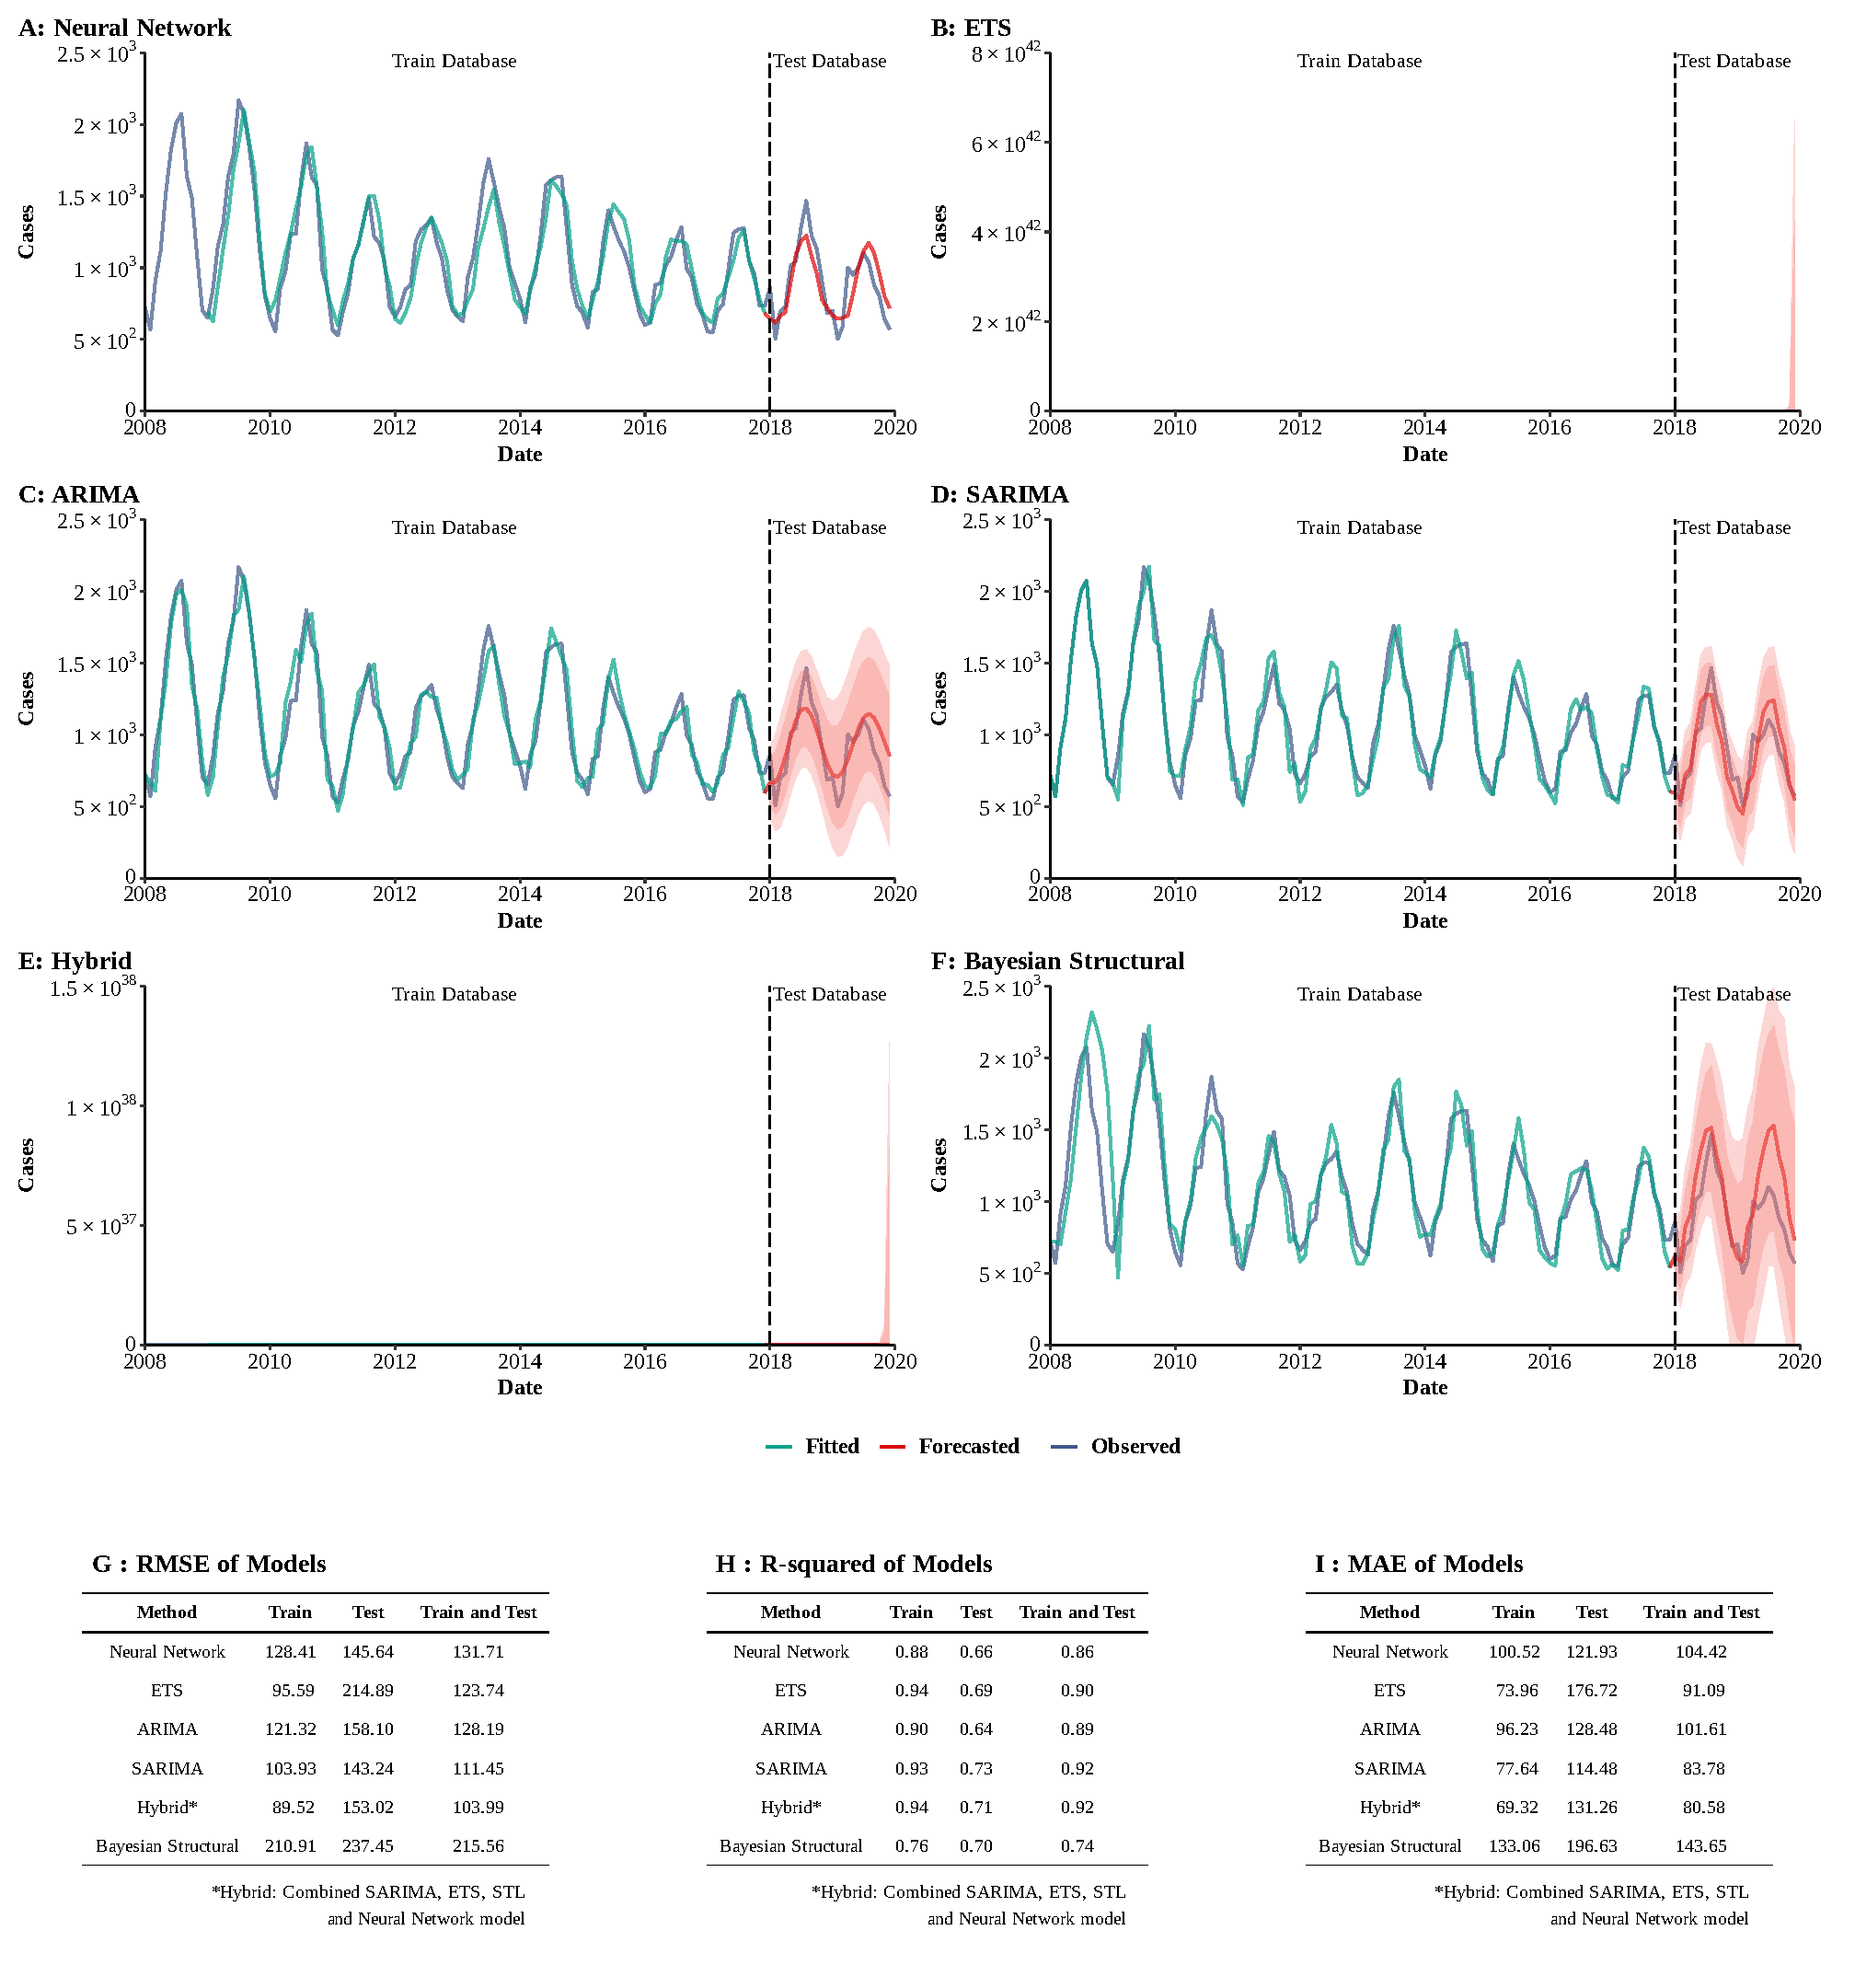 A: Neural Network
2.5 × 10³
2 × 10³
1.5 × 10³
1 × 10³
5 × 10²
0
Cases
Train Database
Test Database
2008 2010 2012 2014 2016 2018 2020
Date
B: ETS
8 × 10⁴²
6 × 10⁴²
4 × 10⁴²
2 × 10⁴²
0
Cases
Train Database
Test Database
2008 2010 2012 2014 2016 2018 2020
Date
C: ARIMA
2.5 × 10³
2 × 10³
1.5 × 10³
1 × 10³
5 × 10²
0
Cases
Train Database
Test Database
2008 2010 2012 2014 2016 2018 2020
Date
D: SARIMA
2.5 × 10³
2 × 10³
1.5 × 10³
1 × 10³
5 × 10²
0
Cases
Train Database
Test Database
2008 2010 2012 2014 2016 2018 2020
Date
E: Hybrid
1.5 × 10³⁸
1 × 10³⁸
5 × 10³⁷
0
Cases
Train Database
Test Database
2008 2010 2012 2014 2016 2018 2020
Date
F: Bayesian Structural
2.5 × 10³
2 × 10³
1.5 × 10³
1 × 10³
5 × 10²
0
Cases
Train Database
Test Database
2008 2010 2012 2014 2016 2018 2020
Date
Fitted Forecasted Observed
G : RMSE of Models
Method Train Test Train and Test
Neural Network 128.41 145.64 131.71
ETS 95.59 214.89 123.74
ARIMA 121.32 158.10 128.19
SARIMA 103.93 143.24 111.45
Hybrid* 89.52 153.02 103.99
Bayesian Structural 210.91 237.45 215.56
*Hybrid: Combined SARIMA, ETS, STL
and Neural Network model
H : R-squared of Models
Method Train Test Train and Test
Neural Network 0.88 0.66 0.86
ETS 0.94 0.69 0.90
ARIMA 0.90 0.64 0.89
SARIMA 0.93 0.73 0.92
Hybrid* 0.94 0.71 0.92
Bayesian Structural 0.76 0.70 0.74
*Hybrid: Combined SARIMA, ETS, STL
and Neural Network model
I : MAE of Models
Method Train Test Train and Test
Neural Network 100.52 121.93 104.42
ETS 73.96 176.72 91.09
ARIMA 96.23 128.48 101.61
SARIMA 77.64 114.48 83.78
Hybrid* 69.32 131.26 80.58
Bayesian Structural 133.06 196.63 143.65
*Hybrid: Combined SARIMA, ETS, STL
and Neural Network model